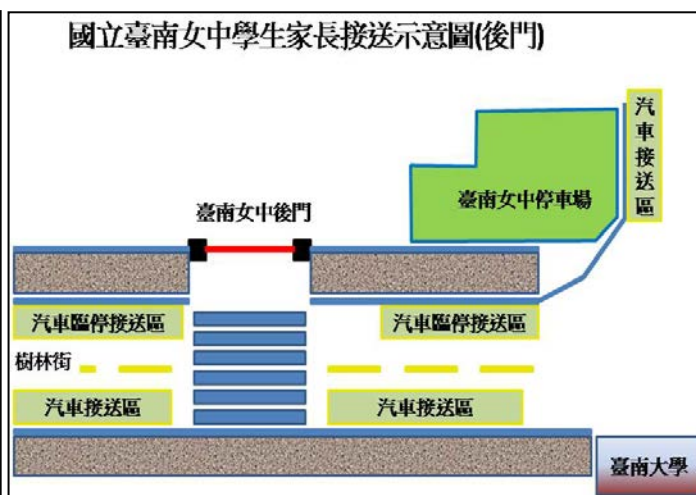 國立臺南女中學生家長接送示意圖(後門)
汽車接送区
臺南女中停車場
臺南女中後門
汽車臨停接送區
汽車臨停接送區
樹林街
汽車接送區
汽車接送區
臺南大學